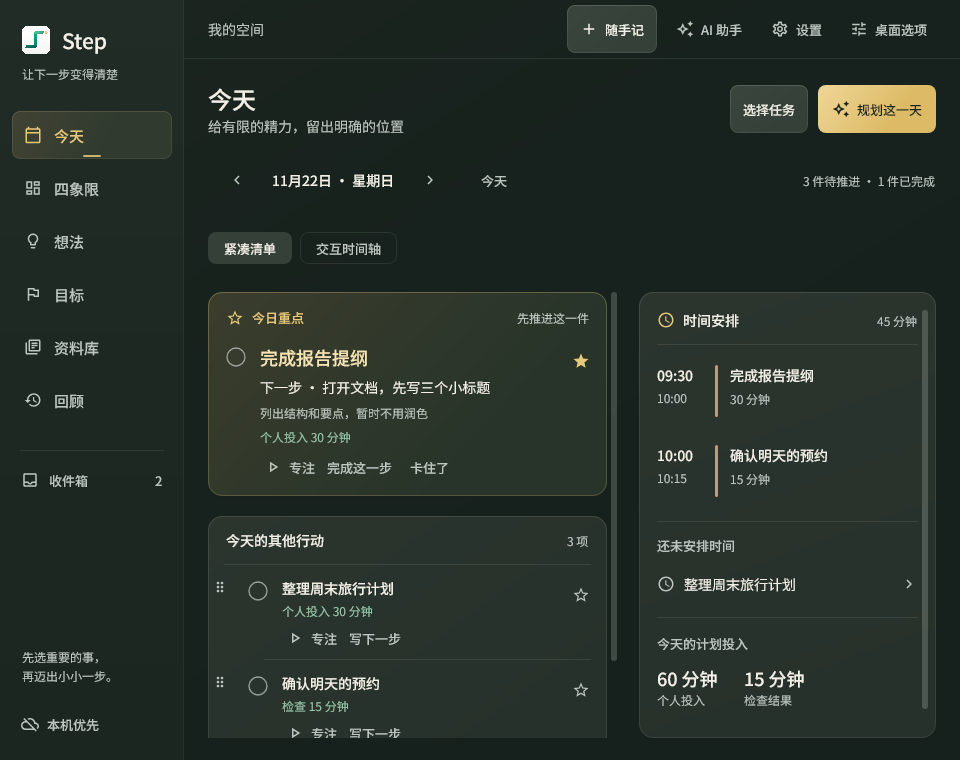 Step
让下一步变得清楚
今天
四象限
想法
目标
资料库
回顾
收件箱 2
先选重要的事，
再迈出小小一步。
本机优先
我的空间
随手记
AI 助手
设置
桌面选项
今天
给有限的精力，留出明确的位置
选择任务
规划这一天
11月22日 · 星期日
今天
3 件待推进 · 1 件已完成
紧凑清单
交互时间轴
今日重点
先推进这一件
完成报告提纲
下一步 · 打开文档，先写三个小标题
列出结构和要点，暂时不用润色
个人投入 30 分钟
专注 完成这一步 卡住了
今天的其他行动
3 项
整理周末旅行计划
个人投入 30 分钟
专注 写下一步
确认明天的预约
检查 15 分钟
专注 写下一步
时间安排
45 分钟
09:30 完成报告提纲
10:00 30 分钟
10:00 确认明天的预约
10:15 15 分钟
还未安排时间
整理周末旅行计划
今天的计划投入
60 分钟 15 分钟
个人投入 检查结果